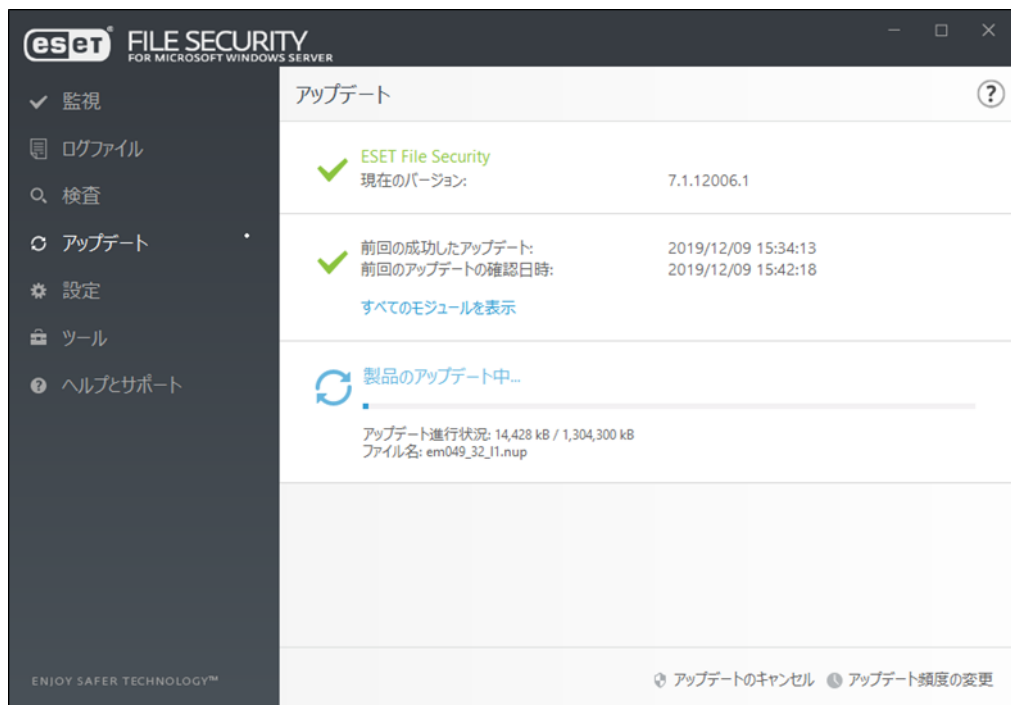 eset FILE SECURITY
FOR MICROSOFT WINDOWS SERVER
監視
ログファイル
検査
アップデート
設定
ツール
ヘルプとサポート
ENJOY SAFER TECHNOLOGY™
アップデート
?
ESET File Security
現在のバージョン: 7.1.12006.1
前回の成功したアップデート: 2019/12/09 15:34:13
前回のアップデートの確認日時: 2019/12/09 15:42:18
すべてのモジュールを表示
製品のアップデート中...
アップデート進行状況: 14,428 kB / 1,304,300 kB
ファイル名: em049_32_l1.nup
アップデートのキャンセル アップデート頻度の変更